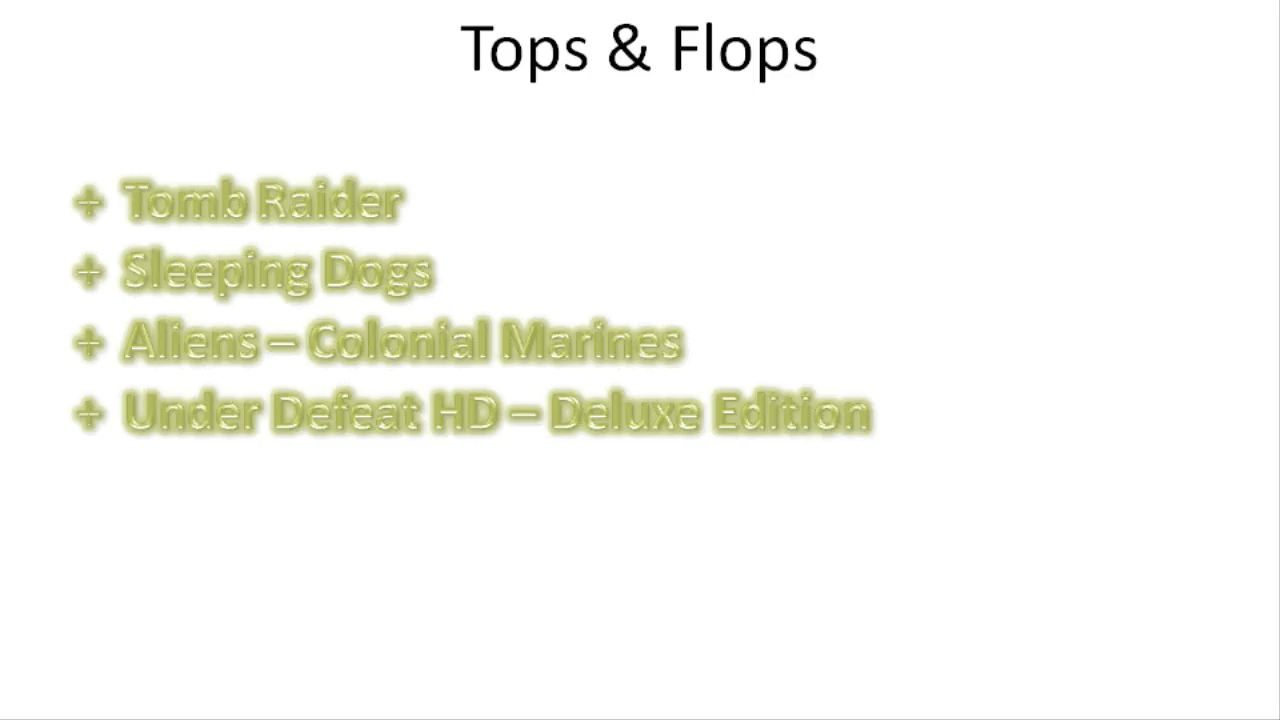 Tops & Flops
+ Tomb Raider
+ Sleeping Dogs
+ Aliens – Colonial Marines
+ Under Defeat HD – Deluxe Edition